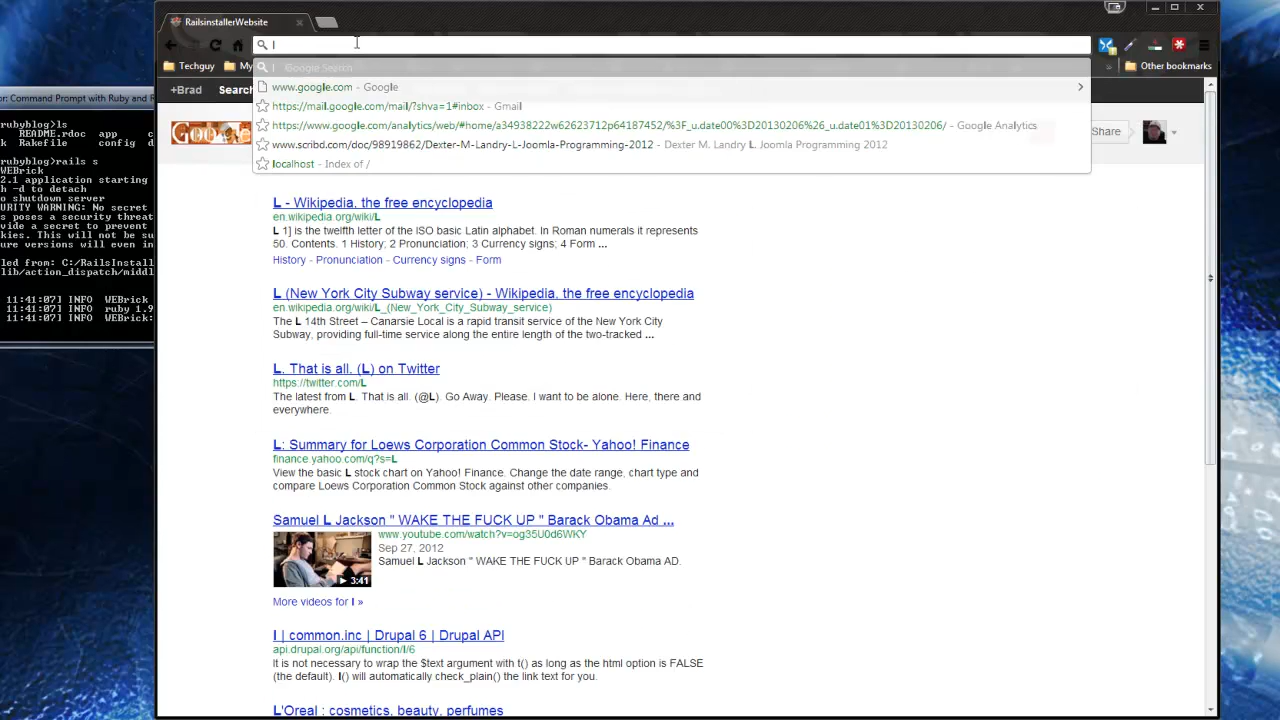 RailsinstallerWebsite
l
Techguy
My
Other bookmarks
l Google Search
www.google.com - Google
https://mail.google.com/mail/?shva=1#inbox - Gmail
https://www.google.com/analytics/web/#home/a34938222w62623712p64187452/%3F_u.date00%3D20130206%26_u.date01%3D20130206/ - Google Analytics
www.scribd.com/doc/98919862/Dexter-M-Landry-L-Joomla-Programming-2012 - Dexter M. Landry L. Joomla Programming 2012
localhost - Index of /
+Brad Search
Share
or: Command Prompt with Ruby and R
rubyblog>ls
README.rdoc app c
k Rakefile config d
rubyblog>rails s
WEBrick
2.1 application starting
h -d to detach
o shutdown server
URITY WARNING: No secret
s poses a security threat
vide a secret to prevent
kies. This will not be su
ure versions will even in
led from: C:/RailsInstall
lib/action_dispatch/middl
11:41:07] INFO WEBrick
11:41:07] INFO ruby 1.9
11:41:07] INFO WEBrick:
L - Wikipedia, the free encyclopedia
en.wikipedia.org/wiki/L
L 1] is the twelfth letter of the ISO basic Latin alphabet. In Roman numerals it represents
50. Contents. 1 History; 2 Pronunciation; 3 Currency signs; 4 Form ...
History - Pronunciation - Currency signs - Form
L (New York City Subway service) - Wikipedia, the free encyclopedia
en.wikipedia.org/wiki/L_(New_York_City_Subway_service)
The L 14th Street – Canarsie Local is a rapid transit service of the New York City
Subway, providing full-time service along the entire length of the two-tracked ...
L. That is all. (L) on Twitter
https://twitter.com/L
The latest from L. That is all. (@L). Go Away. Please. I want to be alone. Here, there and
everywhere.
L: Summary for Loews Corporation Common Stock- Yahoo! Finance
finance.yahoo.com/q?s=L
View the basic L stock chart on Yahoo! Finance. Change the date range, chart type and
compare Loews Corporation Common Stock against other companies.
Samuel L Jackson " WAKE THE FUCK UP " Barack Obama Ad ...
www.youtube.com/watch?v=og35U0d6WKY
Sep 27, 2012
Samuel L Jackson " WAKE THE FUCK UP " Barack Obama AD.
3:41
More videos for l »
l | common.inc | Drupal 6 | Drupal API
api.drupal.org/api/function/l/6
It is not necessary to wrap the $text argument with t() as long as the html option is FALSE
(the default). l() will automatically check_plain() the link text for you.
L'Oreal : cosmetics, beauty, perfumes